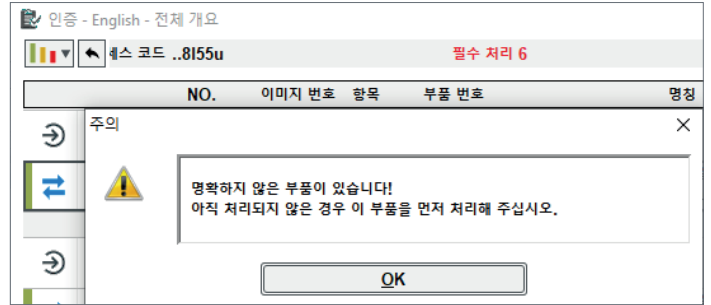 인증 - English - 전체 개요
세스 코드 ..8I55u 필수 처리 6
NO. 이미지 번호 항목 부품 번호 명칭
주의
명확하지 않은 부품이 있습니다!
아직 처리되지 않은 경우 이 부품을 먼저 처리해 주십시오.
OK